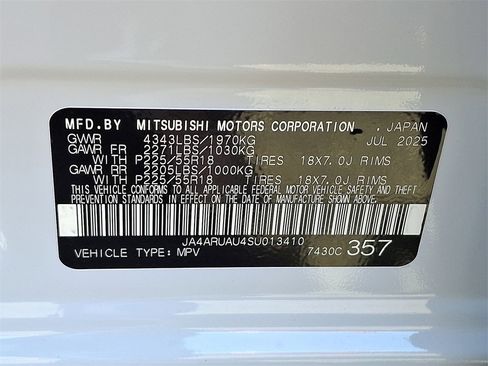 MFD.BY MITSUBISHI MOTORS CORPORATION . JAPAN
GVWR 4343LBS/1970KG JUL 2025
GAWR FR 2271LBS/1030KG
WITH P225/55R18 TIRES 18X7.0J RIMS
GAWR RR 2205LBS/1000KG
WITH P225/55R18 TIRES 18X7.0J RIMS
THIS VEHICLE CONFORMS TO ALL APPLICABLE FEDERAL MOTOR VEHICLE SAFETY AND THEFT
PREVENTION STANDARDS IN EFFECT ON THE DATE OF MANUFACTURE SHOWN ABOVE.
JA4ARUAU4SU013410
VEHICLE TYPE: MPV 7430C 357